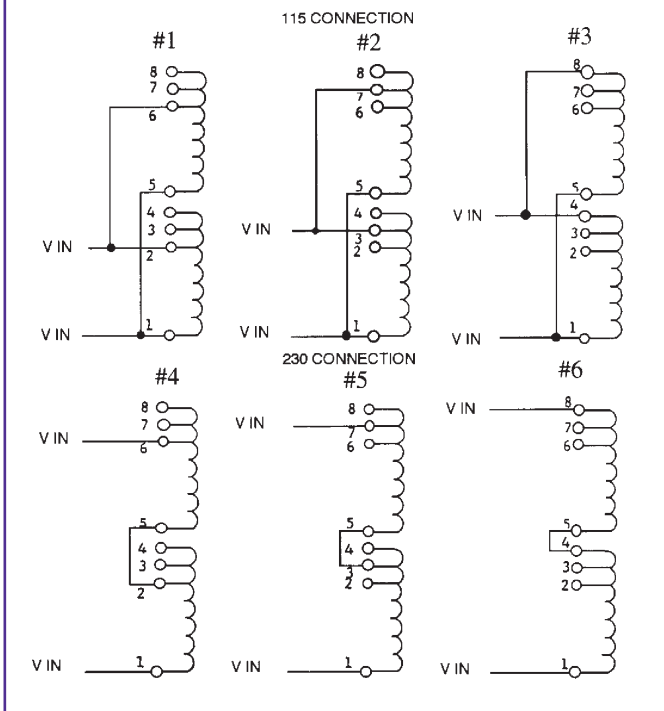 115 CONNECTION
#1 #2 #3
8 8 8
7 7 7
6 6 6
5 5 5
4 4 4
3 3 3
2 2 2
V IN V IN V IN
1 1 1
V IN V IN V IN
230 CONNECTION
#4 #5 #6
8 8 8
7 7 7
6 6 6
V IN V IN V IN
5 5 5
4 4 4
3 3 3
2 2 2
1 1 1
V IN V IN V IN